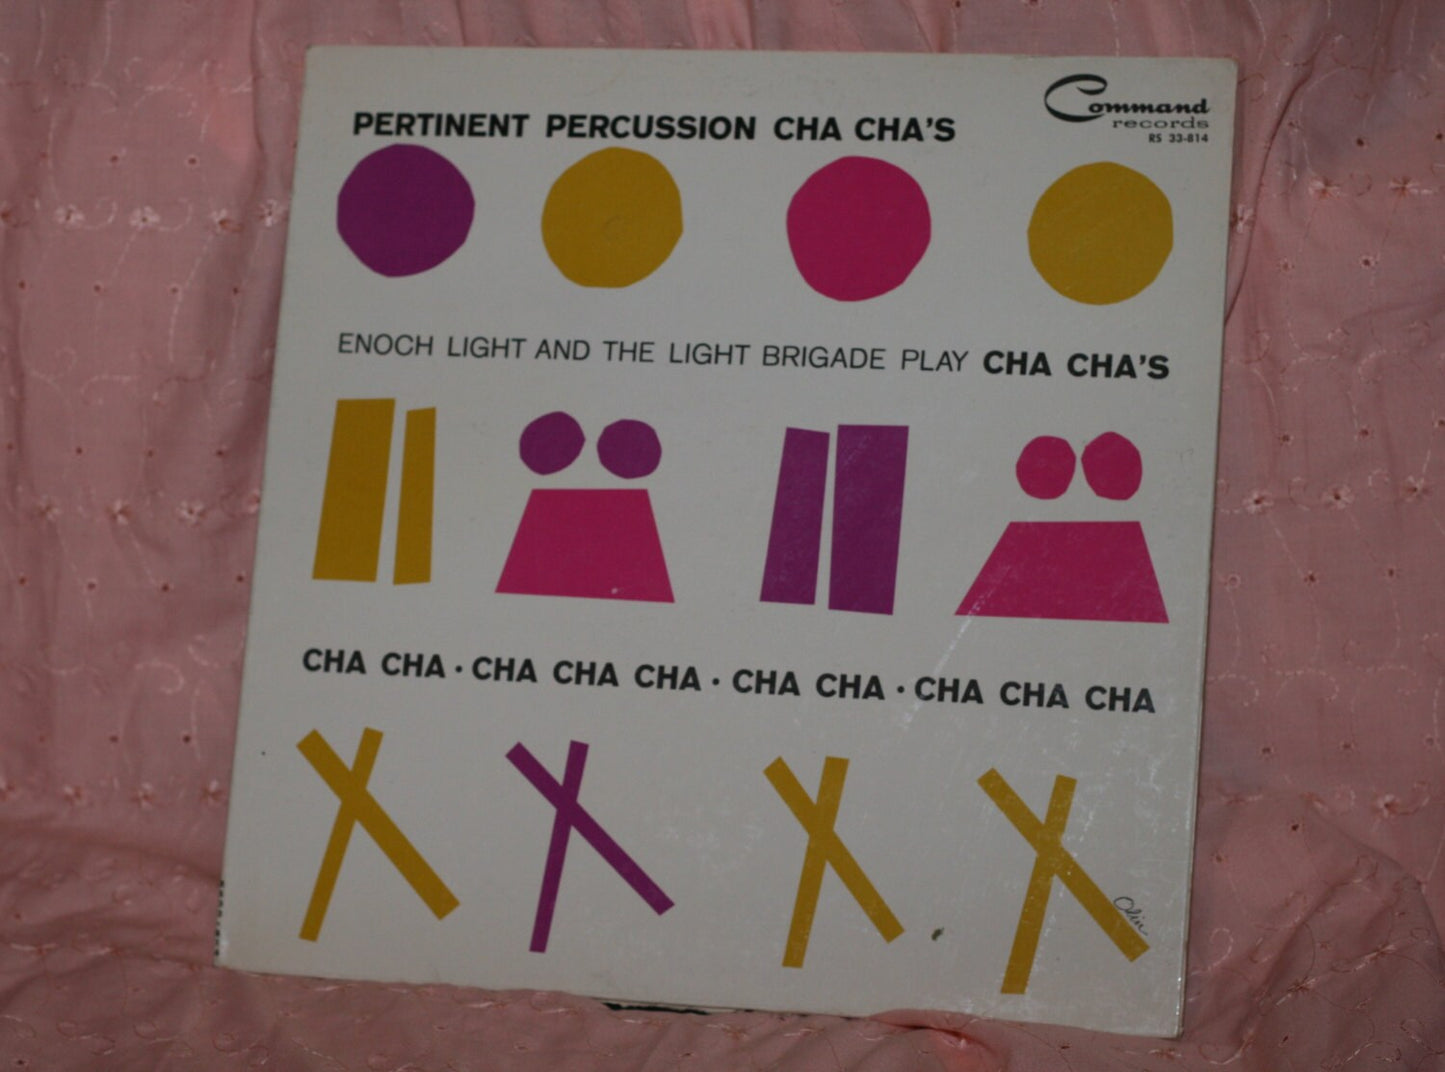 Command
records
RS 33-814
PERTINENT PERCUSSION CHA CHA'S
ENOCH LIGHT AND THE LIGHT BRIGADE PLAY CHA CHA'S
CHA CHA • CHA CHA CHA • CHA CHA • CHA CHA CHA
Olin